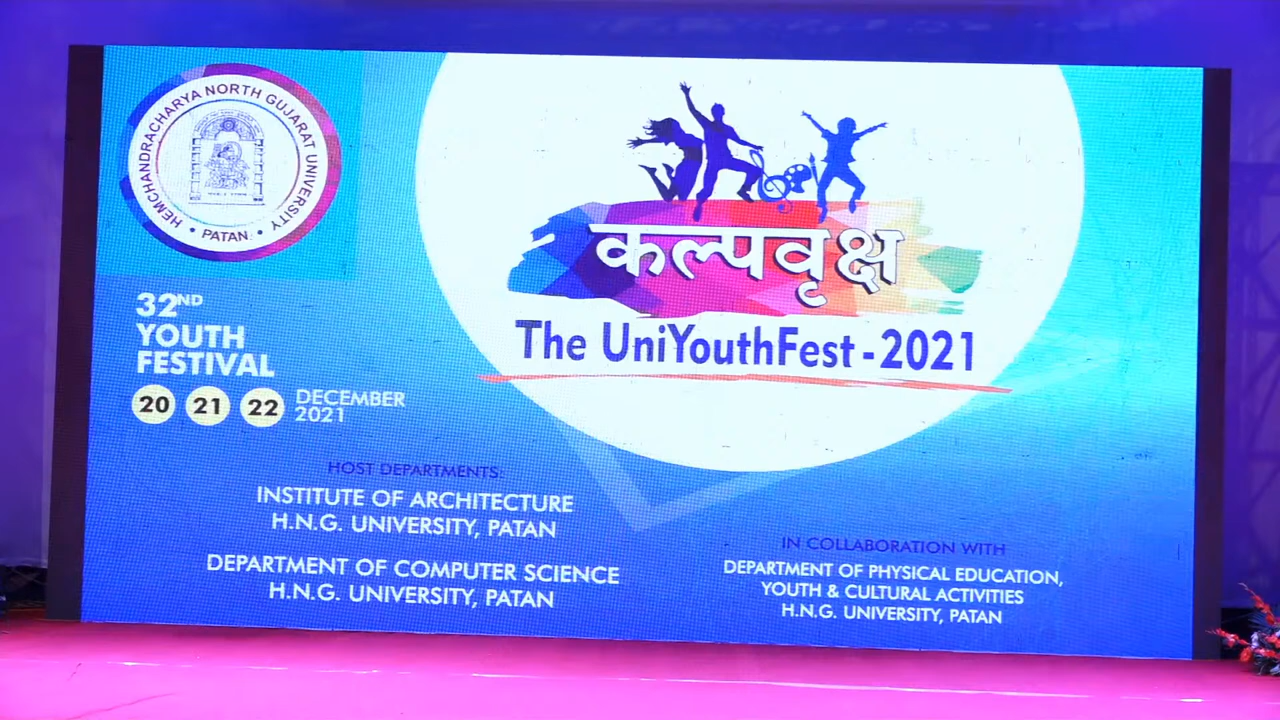 HEMCHANDRACHARYA NORTH GUJARAT UNIVERSITY
• PATAN. •
32ND
YOUTH
FESTIVAL
20 21 22 DECEMBER
2021
कल्पवृक्ष
The UniYouthFest - 2021
HOST DEPARTMENTS:
INSTITUTE OF ARCHITECTURE
H.N.G. UNIVERSITY, PATAN
DEPARTMENT OF COMPUTER SCIENCE
H.N.G. UNIVERSITY, PATAN
IN COLLABORATION WITH
DEPARTMENT OF PHYSICAL EDUCATION,
YOUTH & CULTURAL ACTIVITIES
H.N.G. UNIVERSITY, PATAN